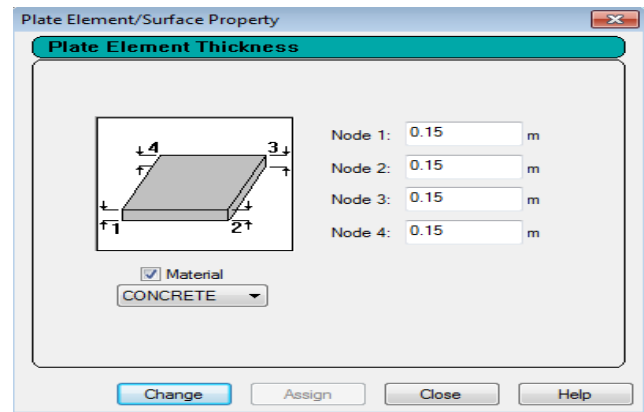 Plate Element/Surface Property
Plate Element Thickness
4
3
1
2
Node 1: 0.15 m
Node 2: 0.15 m
Node 3: 0.15 m
Node 4: 0.15 m
Material
CONCRETE
Change Assign Close Help